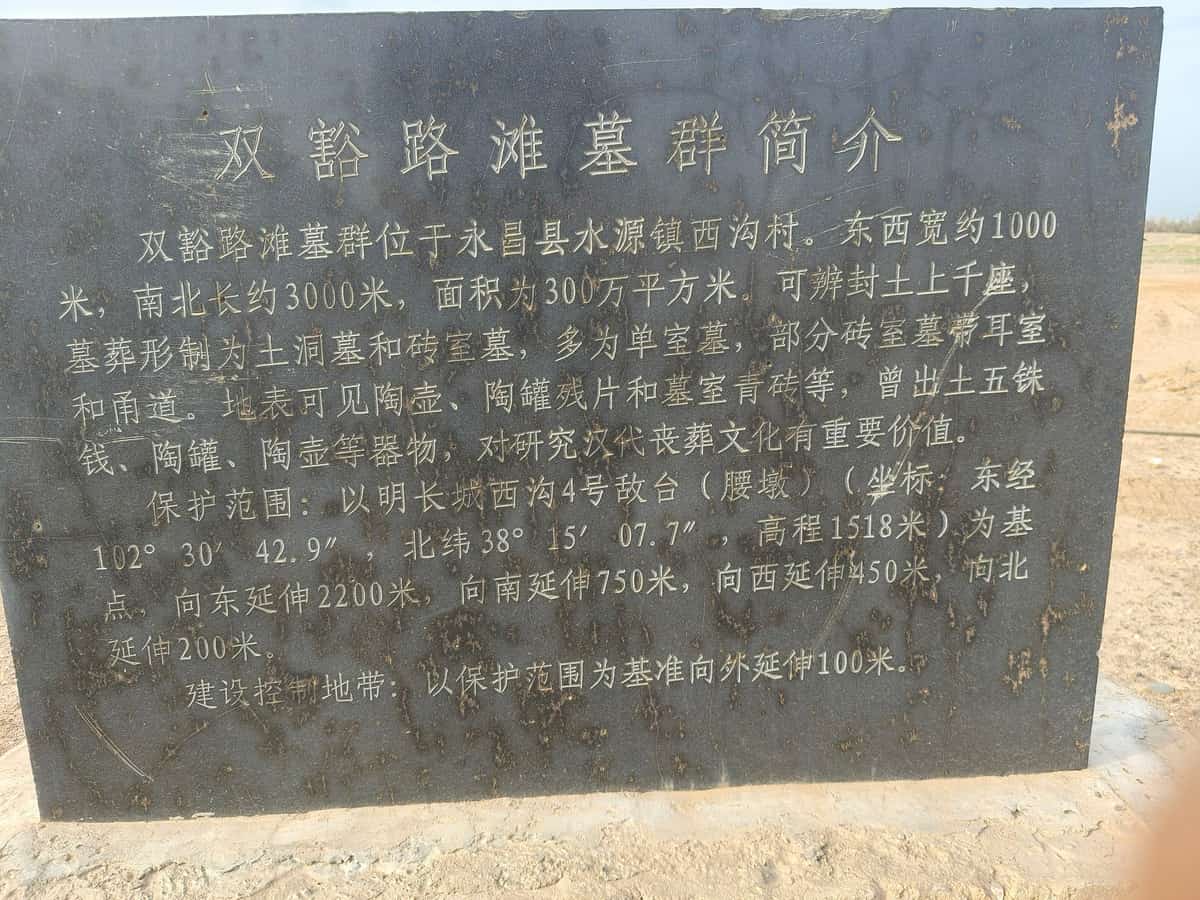 双豁路滩墓群简介
双豁路滩墓群位于永昌县水源镇西沟村。东西宽约1000
米，南北长约3000米，面积为300万平方米。可辨封土上千座，
墓葬形制为土洞墓和砖室墓，多为单室墓，部分砖室墓带耳室
和甬道。地表可见陶壶、陶罐残片和墓室青砖等，曾出土五铢
钱、陶罐、陶壶等器物，对研究汉代丧葬文化有重要价值。
保护范围：以明长城西沟4号敌台（腰墩）（坐标：东经
102° 30′ 42.9″，北纬38° 15′ 07.7″，高程1518米）为基
点，向东延伸2200米，向南延伸750米，向西延伸450米，向北
延伸200米。
建设控制地带：以保护范围为基准向外延伸100米。